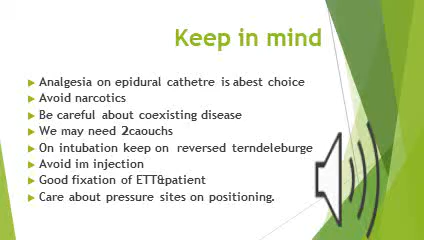 Keep in mind
Analgesia on epidural cathetre is abest choice
Avoid narcotics
Be careful about coexisting disease
We may need 2caouchs
On intubation keep on reversed terndeleburge
Avoid im injection
Good fixation of ETT&patient
Care about pressure sites on positioning.